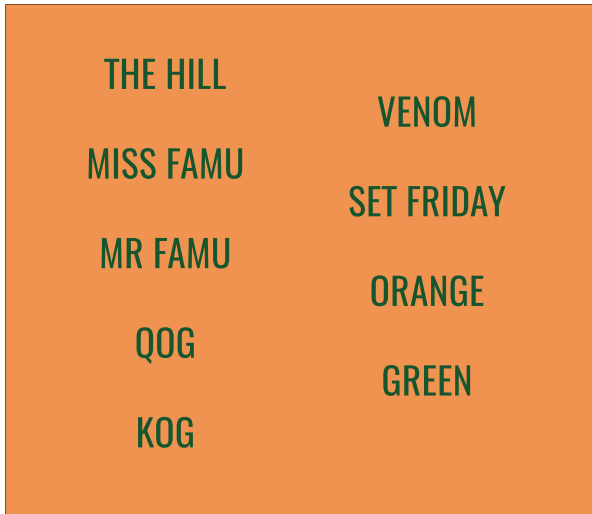 THE HILL
MISS FAMU
MR FAMU
QOG
KOG
VENOM
SET FRIDAY
ORANGE
GREEN